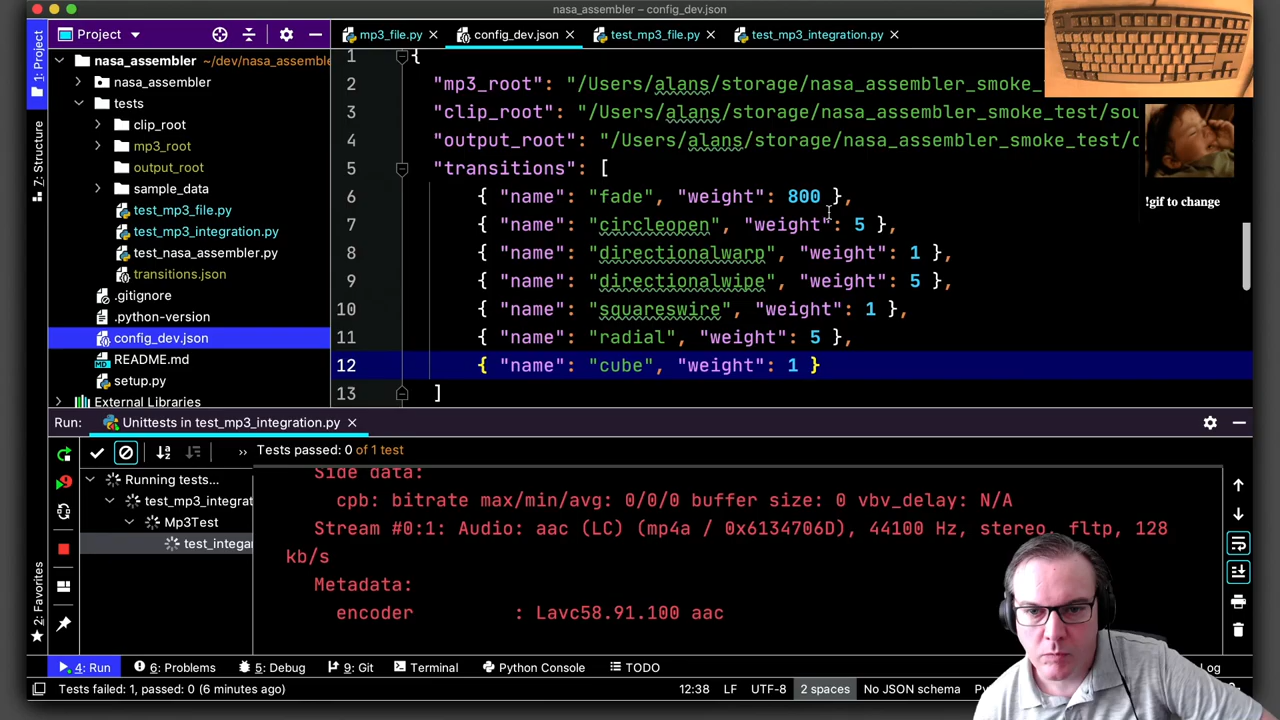 nasa_assembler – config_dev.json
1: Project
Project
mp3_file.py
config_dev.json
test_mp3_file.py
test_mp3_integration.py
nasa_assembler ~/dev/nasa_assemble
nasa_assembler
tests
clip_root
mp3_root
output_root
sample_data
test_mp3_file.py
test_mp3_integration.py
test_nasa_assembler.py
transitions.json
.gitignore
.python-version
config_dev.json
README.md
setup.py
External Libraries
7: Structure
2: Favorites
1 {
2 "mp3_root": "/Users/alans/storage/nasa_assembler_smoke_
3 "clip_root": "/Users/alans/storage/nasa_assembler_smoke_test/sou
4 "output_root": "/Users/alans/storage/nasa_assembler_smoke_test/
5 "transitions": [
6 { "name": "fade", "weight": 800 },
7 { "name": "circleopen", "weight": 5 },
8 { "name": "directionalwarp", "weight": 1 },
9 { "name": "directionalwipe", "weight": 5 },
10 { "name": "squareswire", "weight": 1 },
11 { "name": "radial", "weight": 5 },
12 { "name": "cube", "weight": 1 }
13 ]
!gif to change
Run: Unittests in test_mp3_integration.py
» Tests passed: 0 of 1 test
Running tests...
test_mp3_integrat
Mp3Test
test_integar
Side data:
cpb: bitrate max/min/avg: 0/0/0 buffer size: 0 vbv_delay: N/A
Stream #0:1: Audio: aac (LC) (mp4a / 0x6134706D), 44100 Hz, stereo, fltp, 128
kb/s
Metadata:
encoder : Lavc58.91.100 aac
4: Run
6: Problems
5: Debug
9: Git
Terminal
Python Console
TODO
Log
Tests failed: 1, passed: 0 (6 minutes ago)
12:38 LF UTF-8 2 spaces No JSON schema